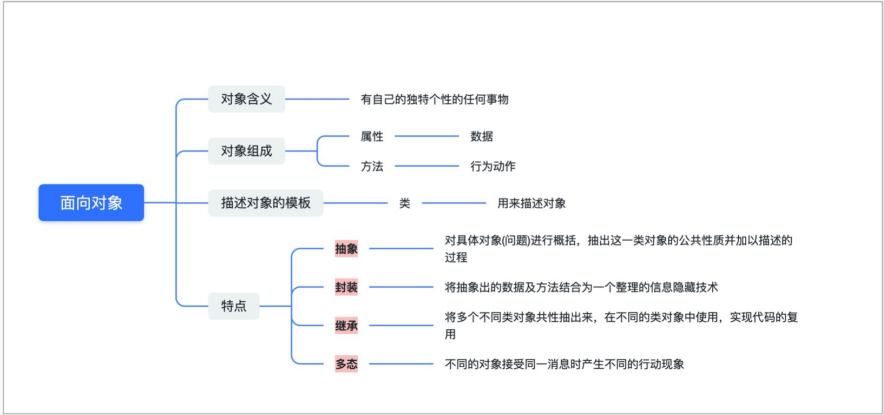 面向对象
对象含义
有自己的独特个性的任何事物
对象组成
属性
数据
方法
行为动作
描述对象的模板
类
用来描述对象
特点
抽象
对具体对象(问题)进行概括，抽出这一类对象的公共性质并加以描述的
过程
封装
将抽象出的数据及方法结合为一个整理的信息隐藏技术
继承
将多个不同类对象共性抽出来，在不同的类对象中使用，实现代码的复
用
多态
不同的对象接受同一消息时产生不同的行动现象